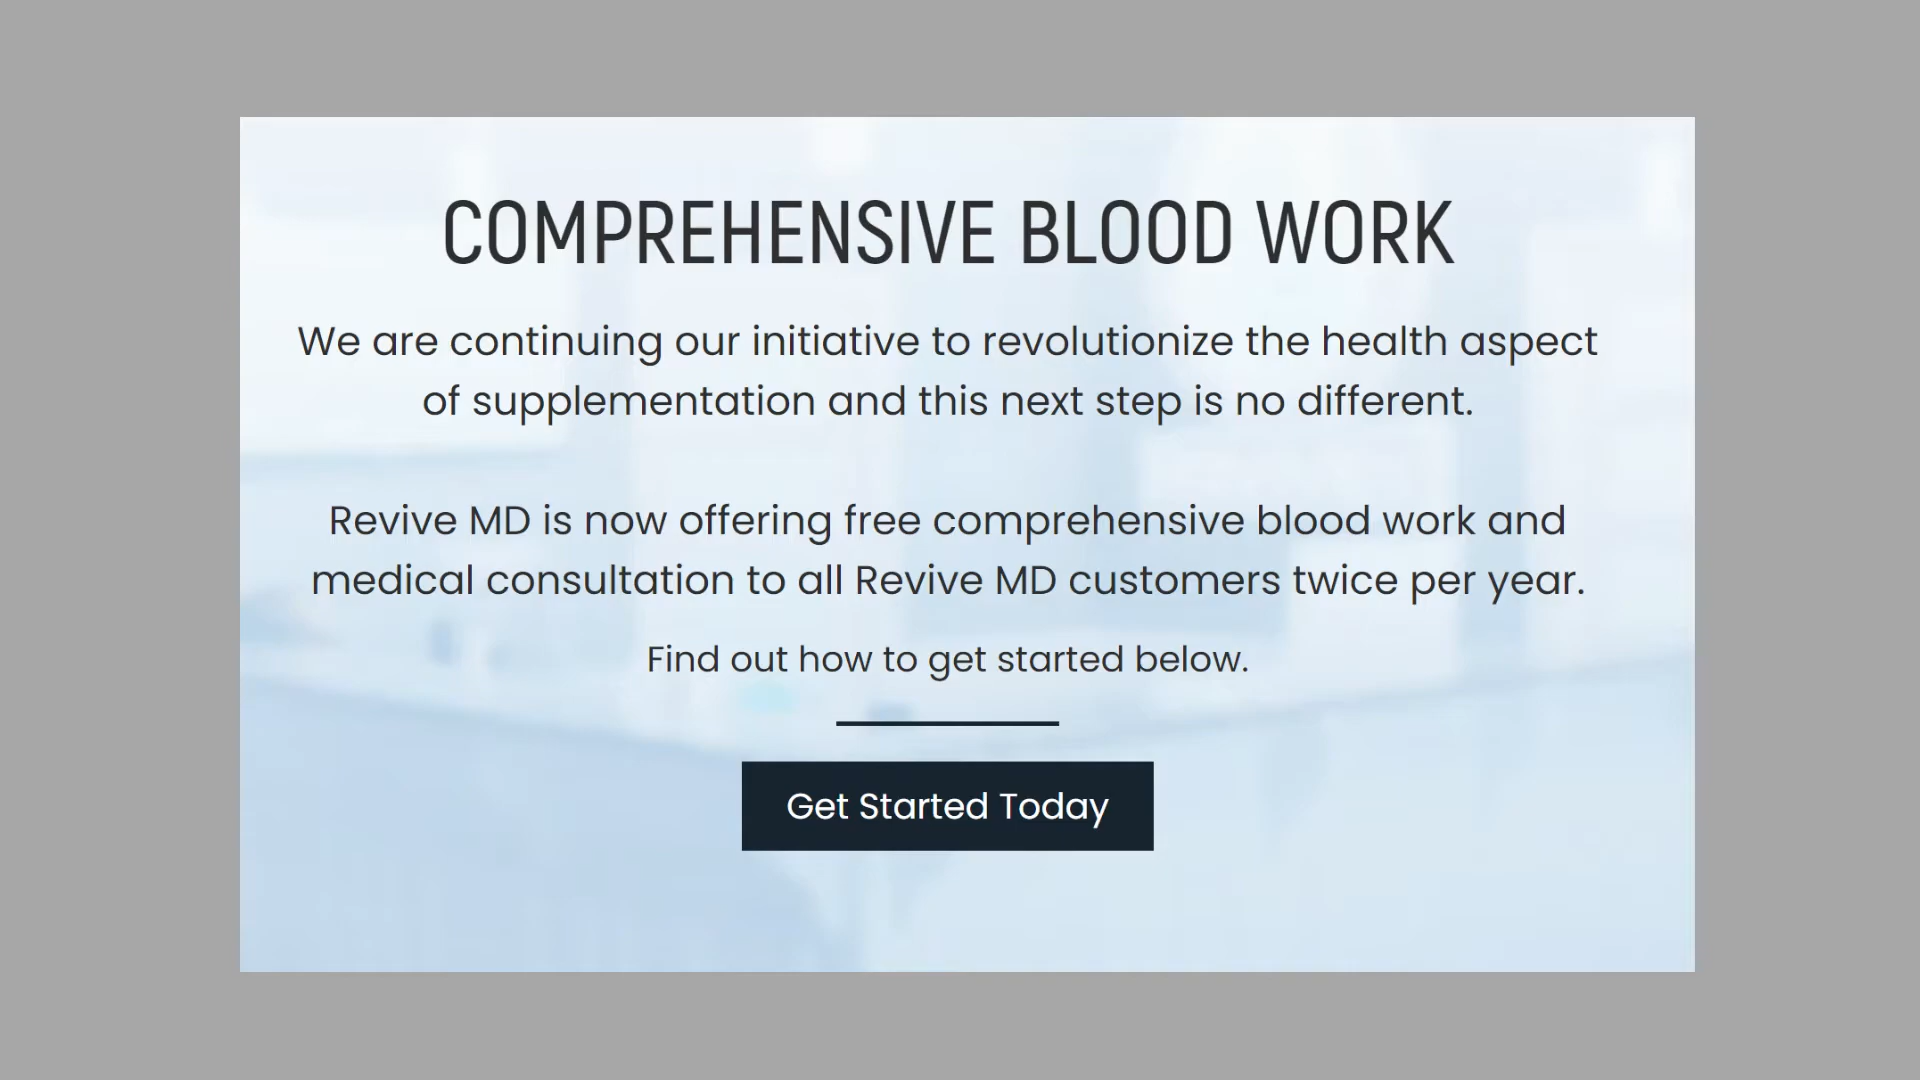 COMPREHENSIVE BLOOD WORK
We are continuing our initiative to revolutionize the health aspect
of supplementation and this next step is no different.
Revive MD is now offering free comprehensive blood work and
medical consultation to all Revive MD customers twice per year.
Find out how to get started below.
Get Started Today